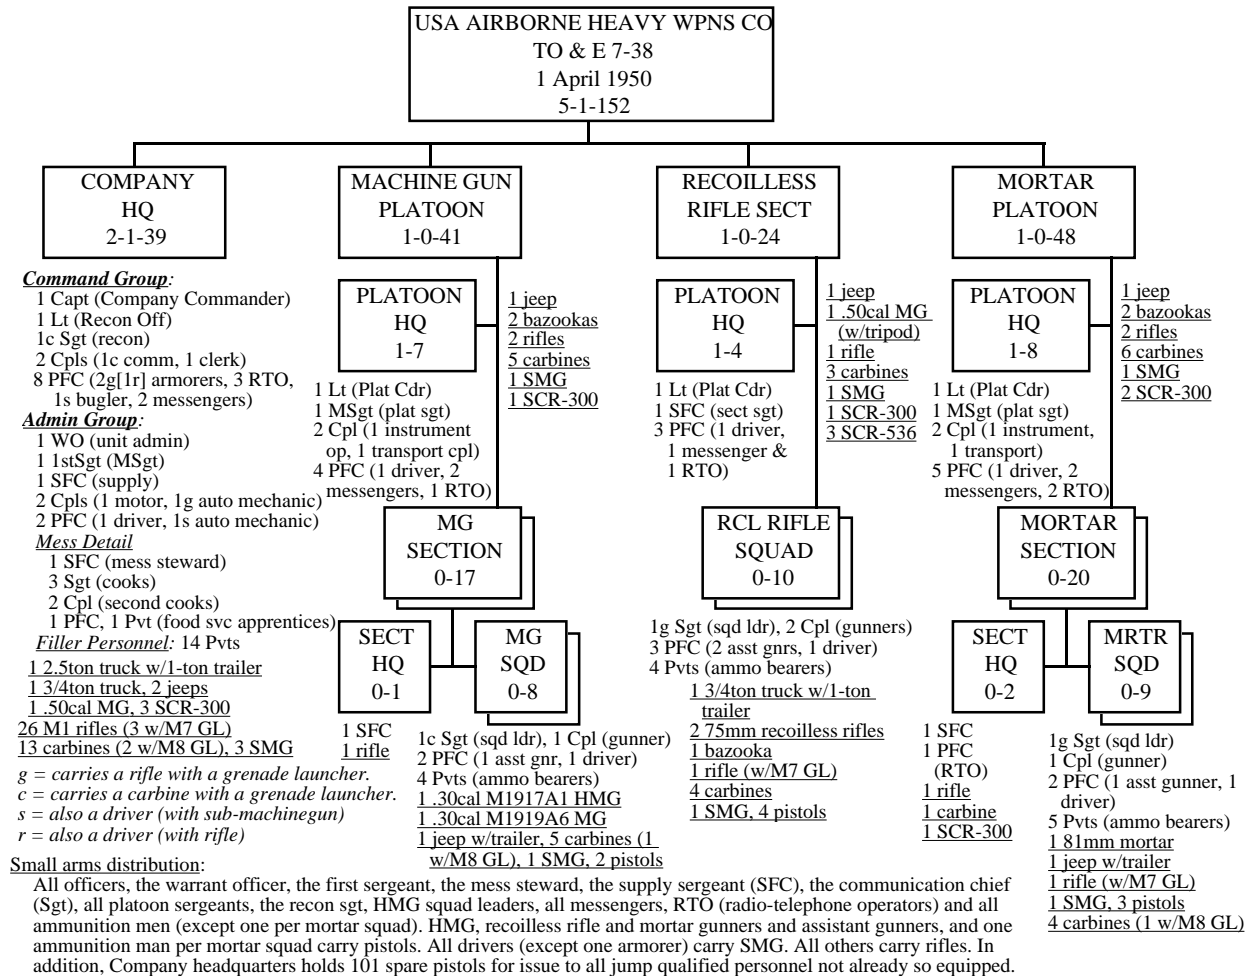 USA AIRBORNE HEAVY WPNS CO
TO & E 7-38
1 April 1950
5-1-152
COMPANY
HQ
2-1-39
MACHINE GUN
PLATOON
1-0-41
RECOILLESS
RIFLE SECT
1-0-24
MORTAR
PLATOON
1-0-48
Command Group:
1 Capt (Company Commander)
1 Lt (Recon Off)
1c Sgt (recon)
2 Cpls (1c comm, 1 clerk)
8 PFC (2g[1r] armorers, 3 RTO,
1s bugler, 2 messengers)
Admin Group:
1 WO (unit admin)
1 1stSgt (MSgt)
1 SFC (supply)
2 Cpls (1 motor, 1g auto mechanic)
2 PFC (1 driver, 1s auto mechanic)
Mess Detail
1 SFC (mess steward)
3 Sgt (cooks)
2 Cpl (second cooks)
1 PFC, 1 Pvt (food svc apprentices)
Filler Personnel: 14 Pvts
1 2.5ton truck w/1-ton trailer
1 3/4ton truck, 2 jeeps
1 .50cal MG, 3 SCR-300
26 M1 rifles (3 w/M7 GL)
13 carbines (2 w/M8 GL), 3 SMG
g = carries a rifle with a grenade launcher.
c = carries a carbine with a grenade launcher.
s = also a driver (with sub-machinegun)
r = also a driver (with rifle)
PLATOON
HQ
1-7
1 jeep
2 bazookas
2 rifles
5 carbines
1 SMG
1 SCR-300
1 Lt (Plat Cdr)
1 MSgt (plat sgt)
2 Cpl (1 instrument
op, 1 transport cpl)
4 PFC (1 driver, 2
messengers, 1 RTO)
MG
SECTION
0-17
SECT
HQ
0-1
1 SFC
1 rifle
MG
SQD
0-8
1c Sgt (sqd ldr), 1 Cpl (gunner)
2 PFC (1 asst gnr, 1 driver)
4 Pvts (ammo bearers)
1 .30cal M1917A1 HMG
1 .30cal M1919A6 MG
1 jeep w/trailer, 5 carbines (1
w/M8 GL), 1 SMG, 2 pistols
PLATOON
HQ
1-4
1 jeep
1 .50cal MG
(w/tripod)
1 rifle
3 carbines
1 SMG
1 SCR-300
3 SCR-536
1 Lt (Plat Cdr)
1 SFC (sect sgt)
3 PFC (1 driver,
1 messenger &
1 RTO)
RCL RIFLE
SQUAD
0-10
1g Sgt (sqd ldr), 2 Cpl (gunners)
3 PFC (2 asst gnrs, 1 driver)
4 Pvts (ammo bearers)
1 3/4ton truck w/1-ton
trailer
2 75mm recoilless rifles
1 bazooka
1 rifle (w/M7 GL)
4 carbines
1 SMG, 4 pistols
PLATOON
HQ
1-8
1 jeep
2 bazookas
2 rifles
6 carbines
1 SMG
2 SCR-300
1 Lt (Plat Cdr)
1 MSgt (plat sgt)
2 Cpl (1 instrument,
1 transport)
5 PFC (1 driver, 2
messengers, 2 RTO)
MORTAR
SECTION
0-20
SECT
HQ
0-2
1 SFC
1 PFC
(RTO)
1 rifle
1 carbine
1 SCR-300
MRTR
SQD
0-9
1g Sgt (sqd ldr)
1 Cpl (gunner)
2 PFC (1 asst gunner, 1
driver)
5 Pvts (ammo bearers)
1 81mm mortar
1 jeep w/trailer
1 rifle (w/M7 GL)
1 SMG, 3 pistols
4 carbines (1 w/M8 GL)
Small arms distribution:
All officers, the warrant officer, the first sergeant, the mess steward, the supply sergeant (SFC), the communication chief
(Sgt), all platoon sergeants, the recon sgt, HMG squad leaders, all messengers, RTO (radio-telephone operators) and all
ammunition men (except one per mortar squad). HMG, recoilless rifle and mortar gunners and assistant gunners, and one
ammunition man per mortar squad carry pistols. All drivers (except one armorer) carry SMG. All others carry rifles. In
addition, Company headquarters holds 101 spare pistols for issue to all jump qualified personnel not already so equipped.